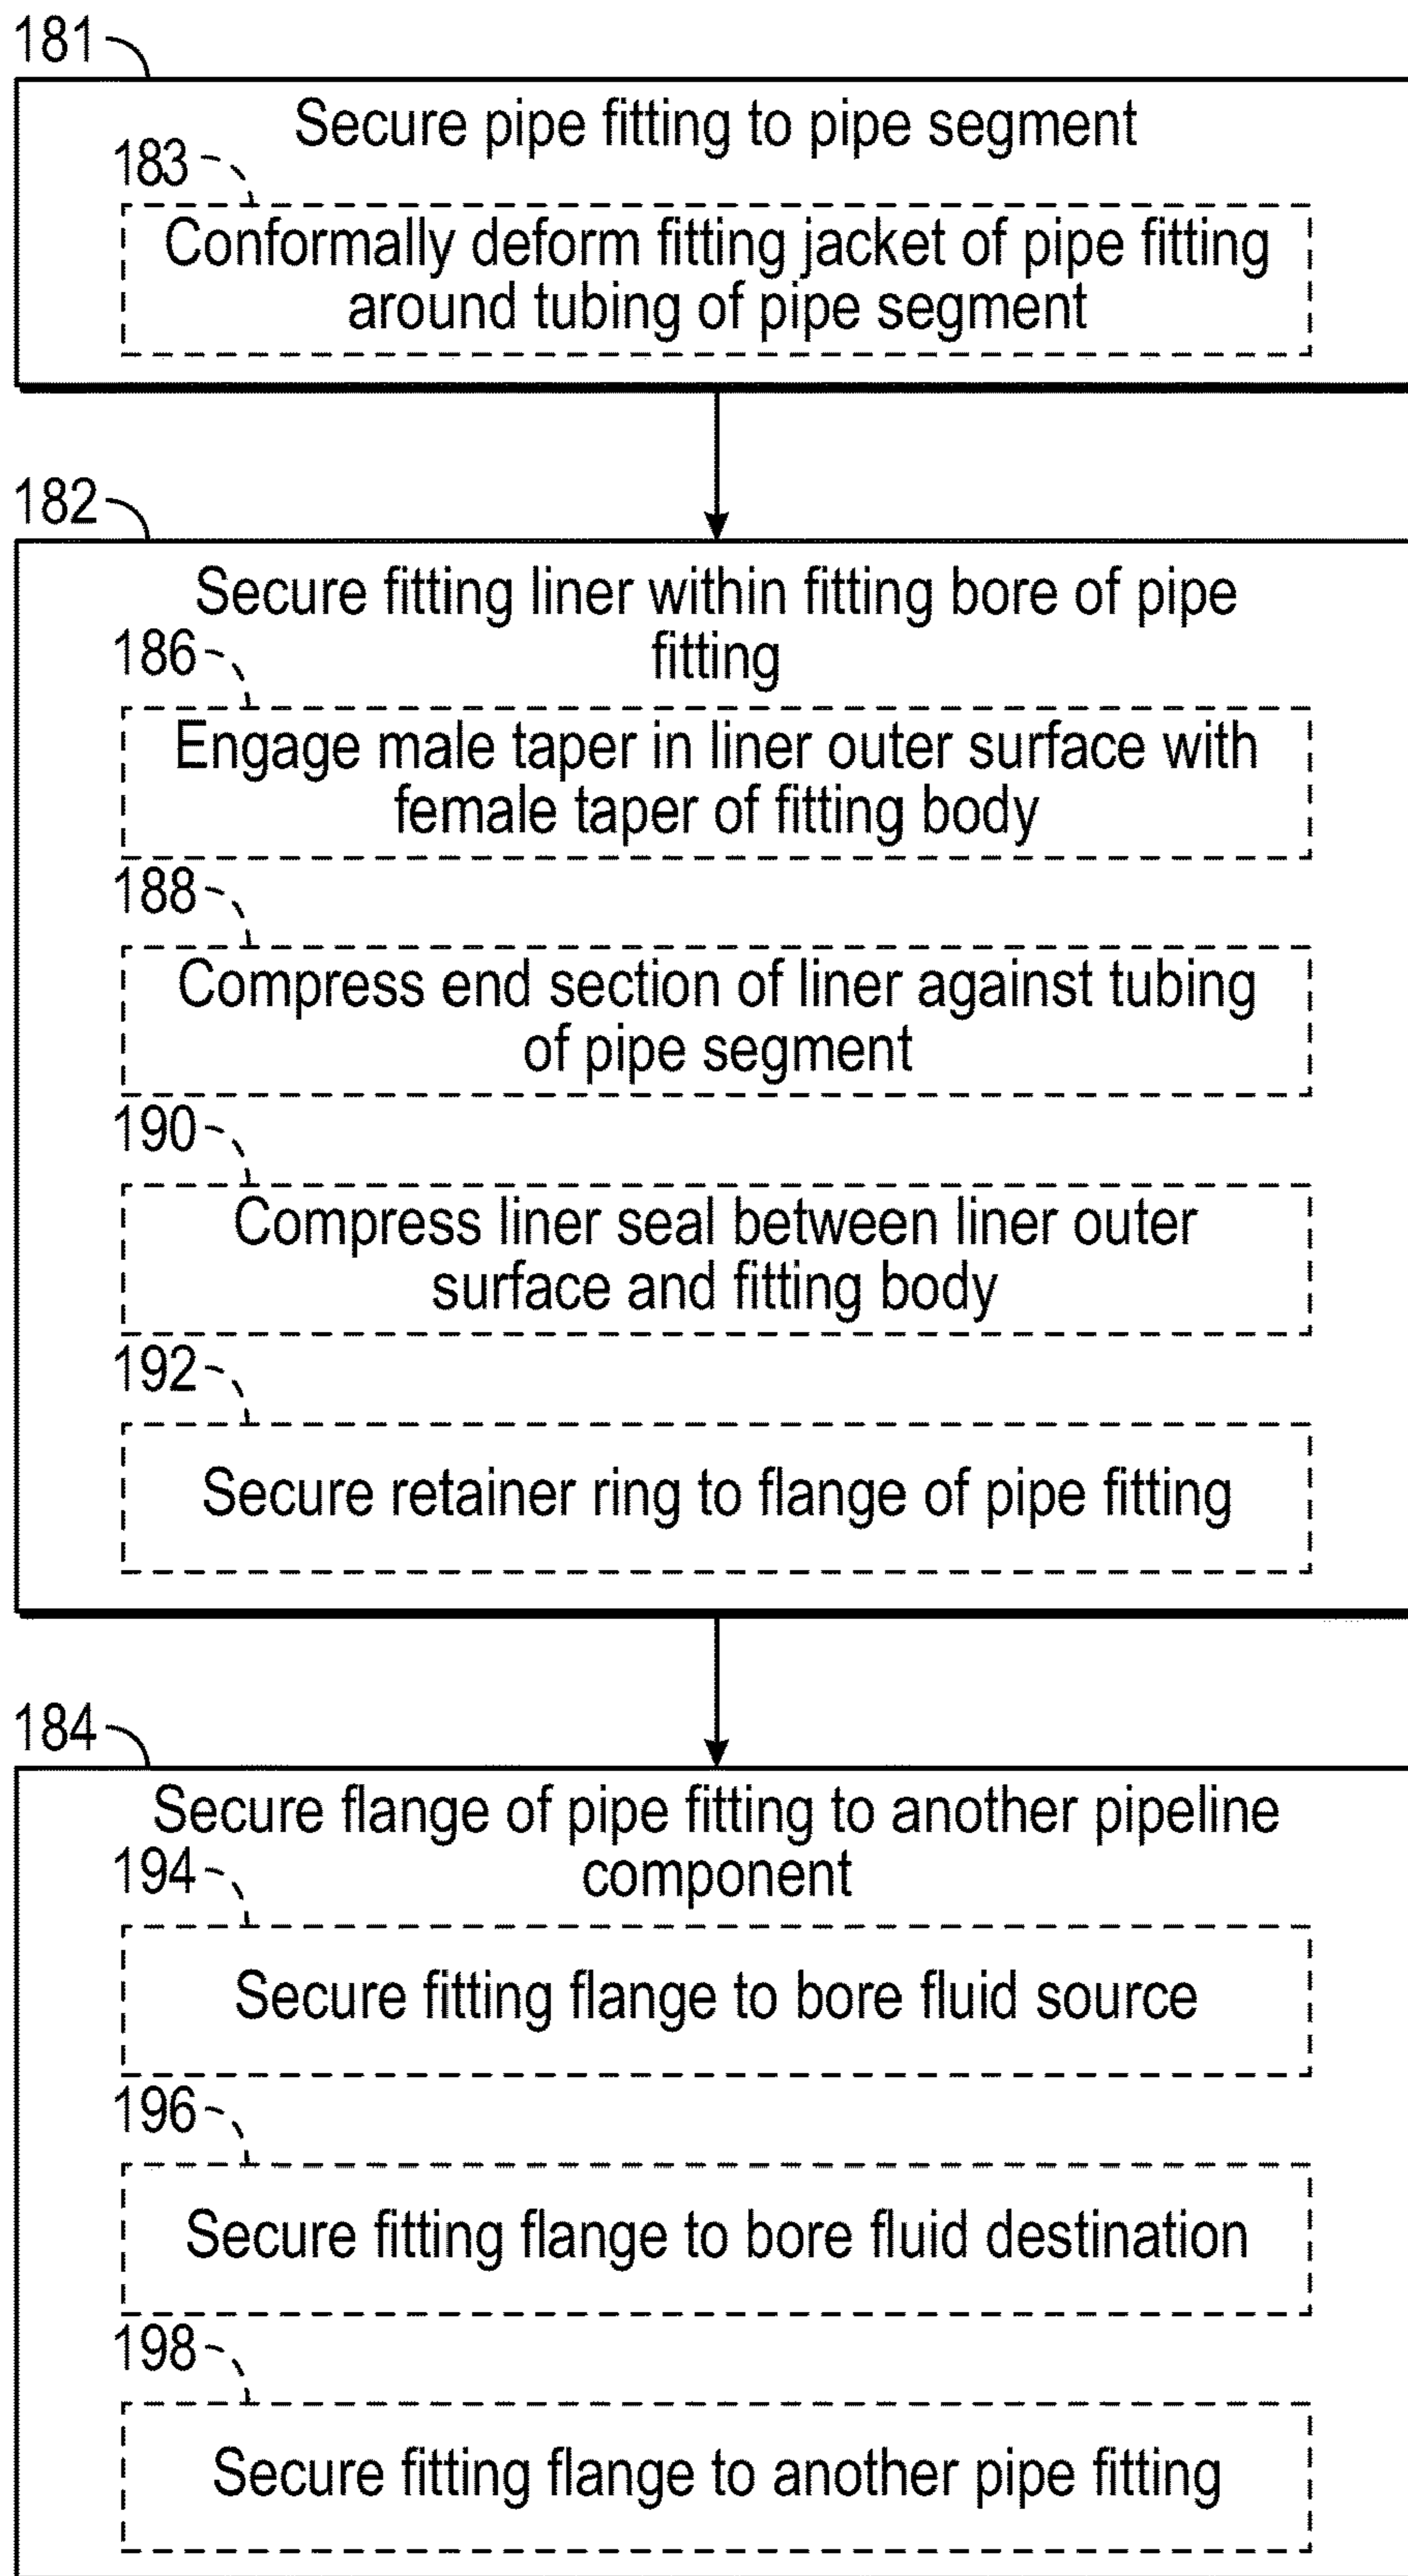 181
Secure pipe fitting to pipe segment
183
Conformally deform fitting jacket of pipe fitting
around tubing of pipe segment
182
Secure fitting liner within fitting bore of pipe
fitting
186
Engage male taper in liner outer surface with
female taper of fitting body
188
Compress end section of liner against tubing
of pipe segment
190
Compress liner seal between liner outer
surface and fitting body
192
Secure retainer ring to flange of pipe fitting
184
Secure flange of pipe fitting to another pipeline
component
194
Secure fitting flange to bore fluid source
196
Secure fitting flange to bore fluid destination
198
Secure fitting flange to another pipe fitting